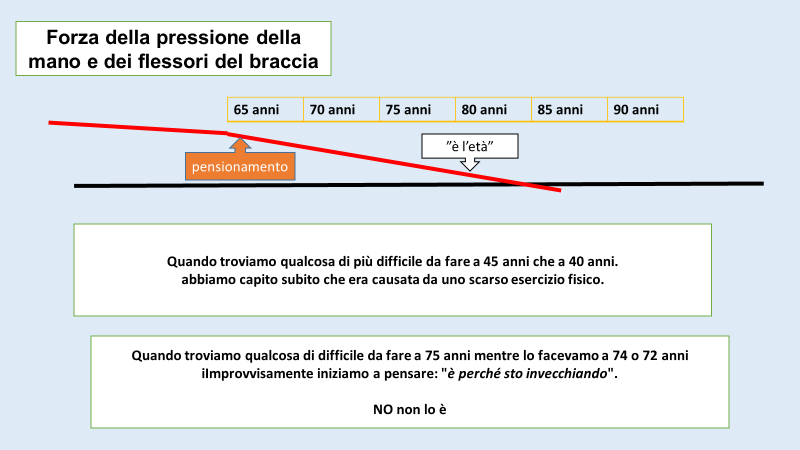 Forza della pressione della
mano e dei flessori del braccia
65 anni 70 anni 75 anni 80 anni 85 anni 90 anni
”è l’età”
pensionamento
Quando troviamo qualcosa di più difficile da fare a 45 anni che a 40 anni.
abbiamo capito subito che era causata da uno scarso esercizio fisico.
Quando troviamo qualcosa di difficile da fare a 75 anni mentre lo facevamo a 74 o 72 anni
iImprovvisamente iniziamo a pensare: "è perché sto invecchiando".
NO non lo è